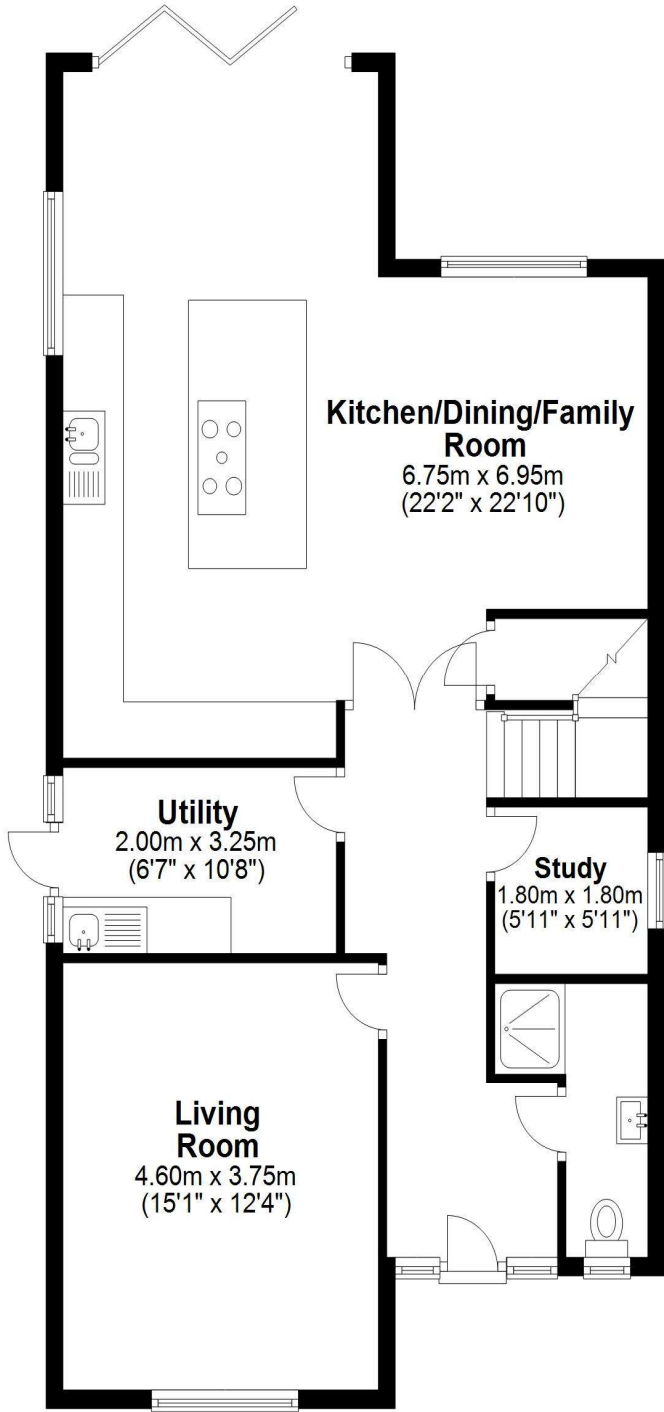 Kitchen/Dining/Family
Room
6.75m x 6.95m
(22'2" x 22'10")
Utility
2.00m x 3.25m
(6'7" x 10'8")
Study
1.80m x 1.80m
(5'11" x 5'11")
Living
Room
4.60m x 3.75m
(15'1" x 12'4")